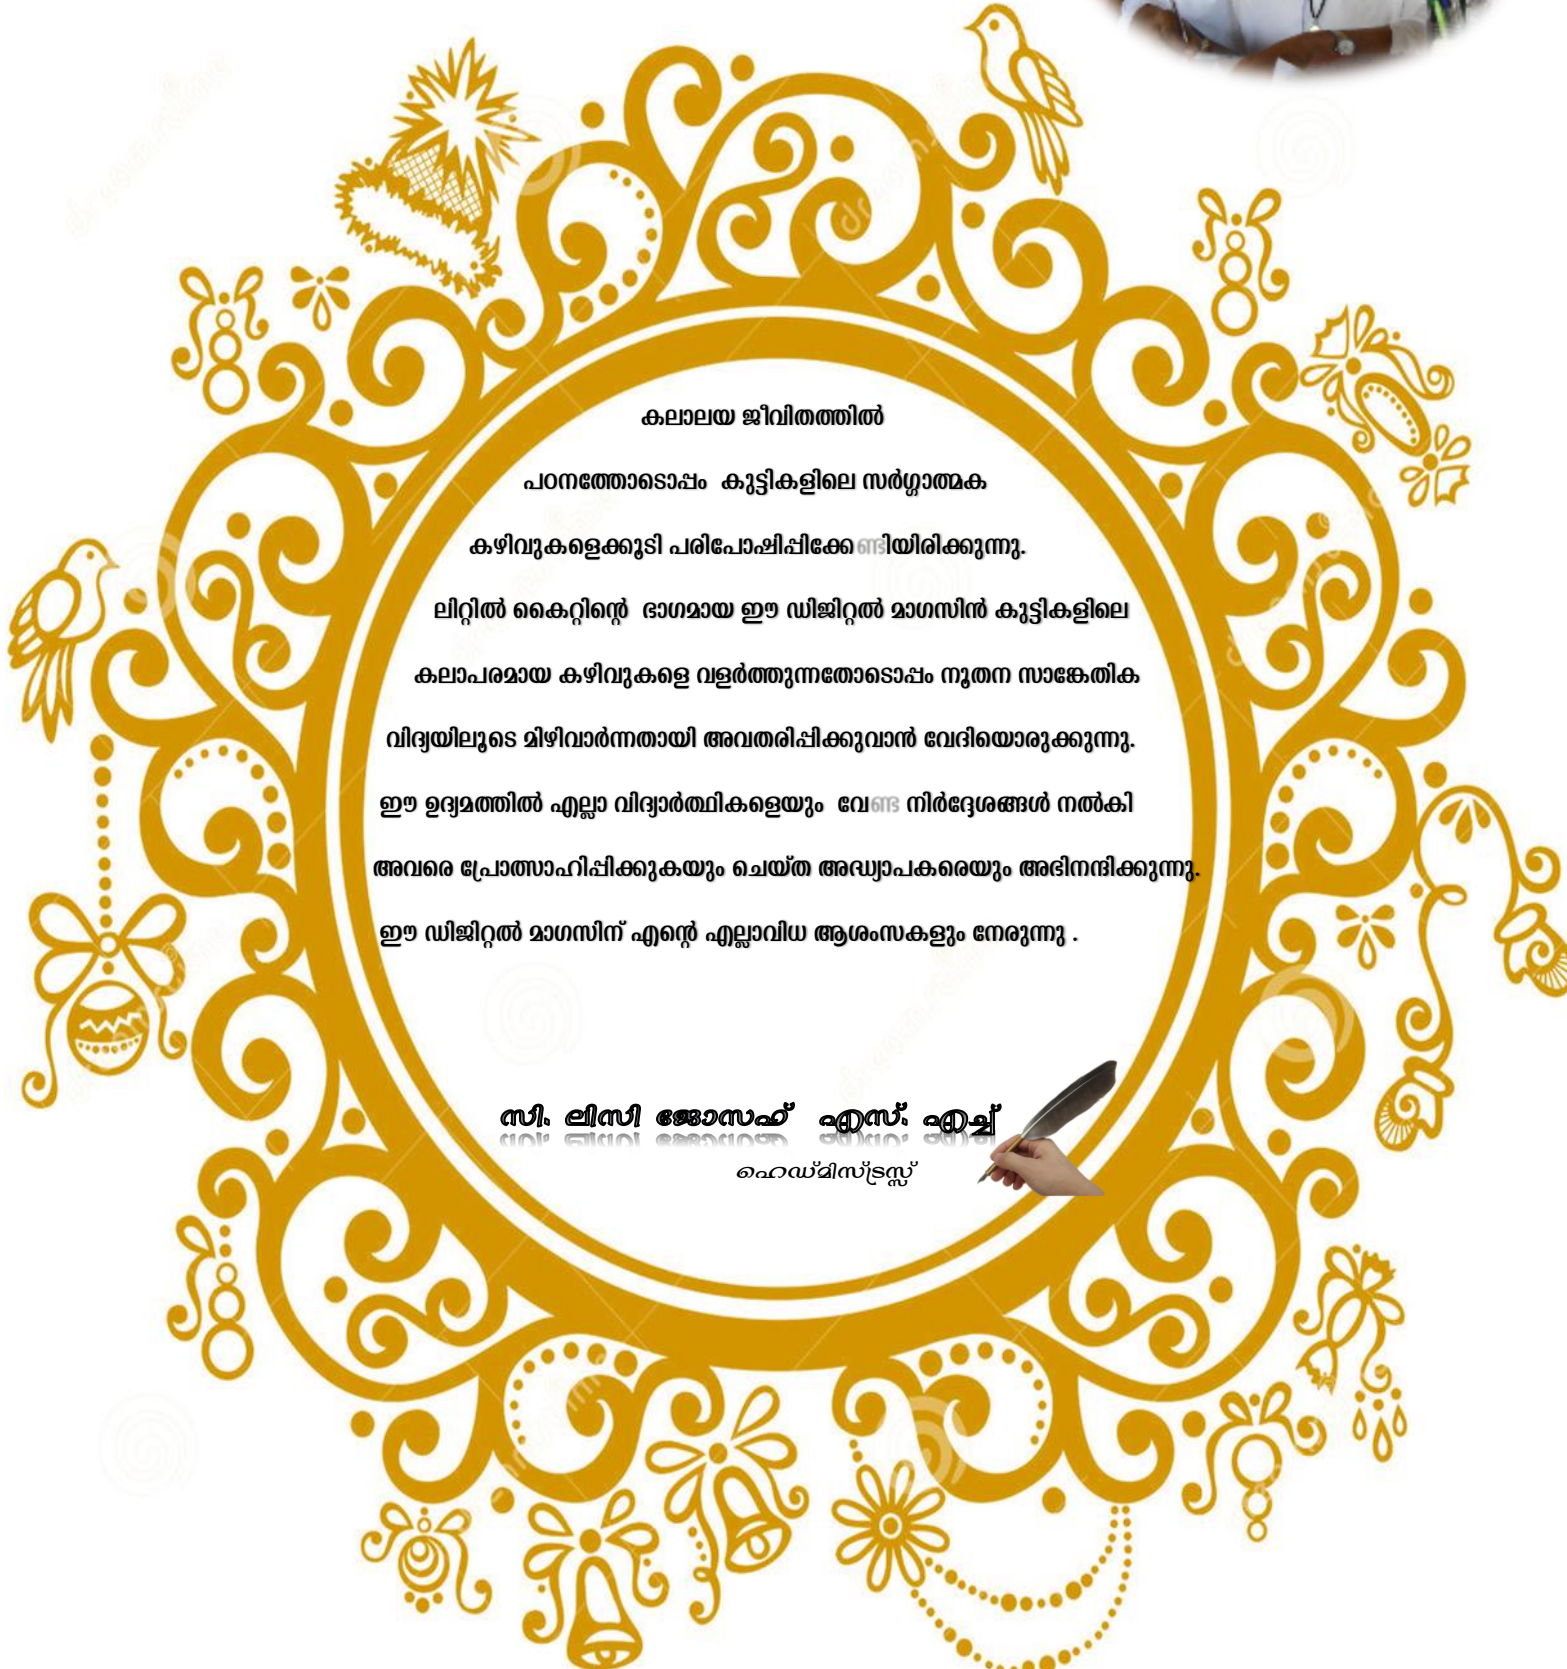 കലാലയ ജീവിതത്തിൽ
പഠനത്തോടൊപ്പം കുട്ടികളിലെ സർഗ്ഗാത്മക
കഴിവുകളെക്കൂടി പരിപോഷിപ്പിക്കേണ്ടിയിരിക്കുന്നു.
ലിറ്റിൽ കൈറ്റിന്റെ ഭാഗമായ ഈ ഡിജിറ്റൽ മാഗസിൻ കുട്ടികളിലെ
കലാപരമായ കഴിവുകളെ വളർത്തുന്നതോടൊപ്പം നൂതന സാങ്കേതിക
വിദ്യയിലൂടെ മിഴിവാർന്നതായി അവതരിപ്പിക്കുവാൻ വേദിയൊരുക്കുന്നു.
ഈ ഉദ്യമത്തിൽ എല്ലാ വിദ്യാർത്ഥികളെയും വേണ്ട നിർദ്ദേശങ്ങൾ നൽകി
അവരെ പ്രോത്സാഹിപ്പിക്കുകയും ചെയ്ത അദ്ധ്യാപകരെയും അഭിനന്ദിക്കുന്നു.
ഈ ഡിജിറ്റൽ മാഗസിന് എന്റെ എല്ലാവിധ ആശംസകളും നേരുന്നു .
സി. ലിസി ജോസഫ് എസ്. എച്ച്
ഹെഡ്മിസ്ട്രസ്സ്